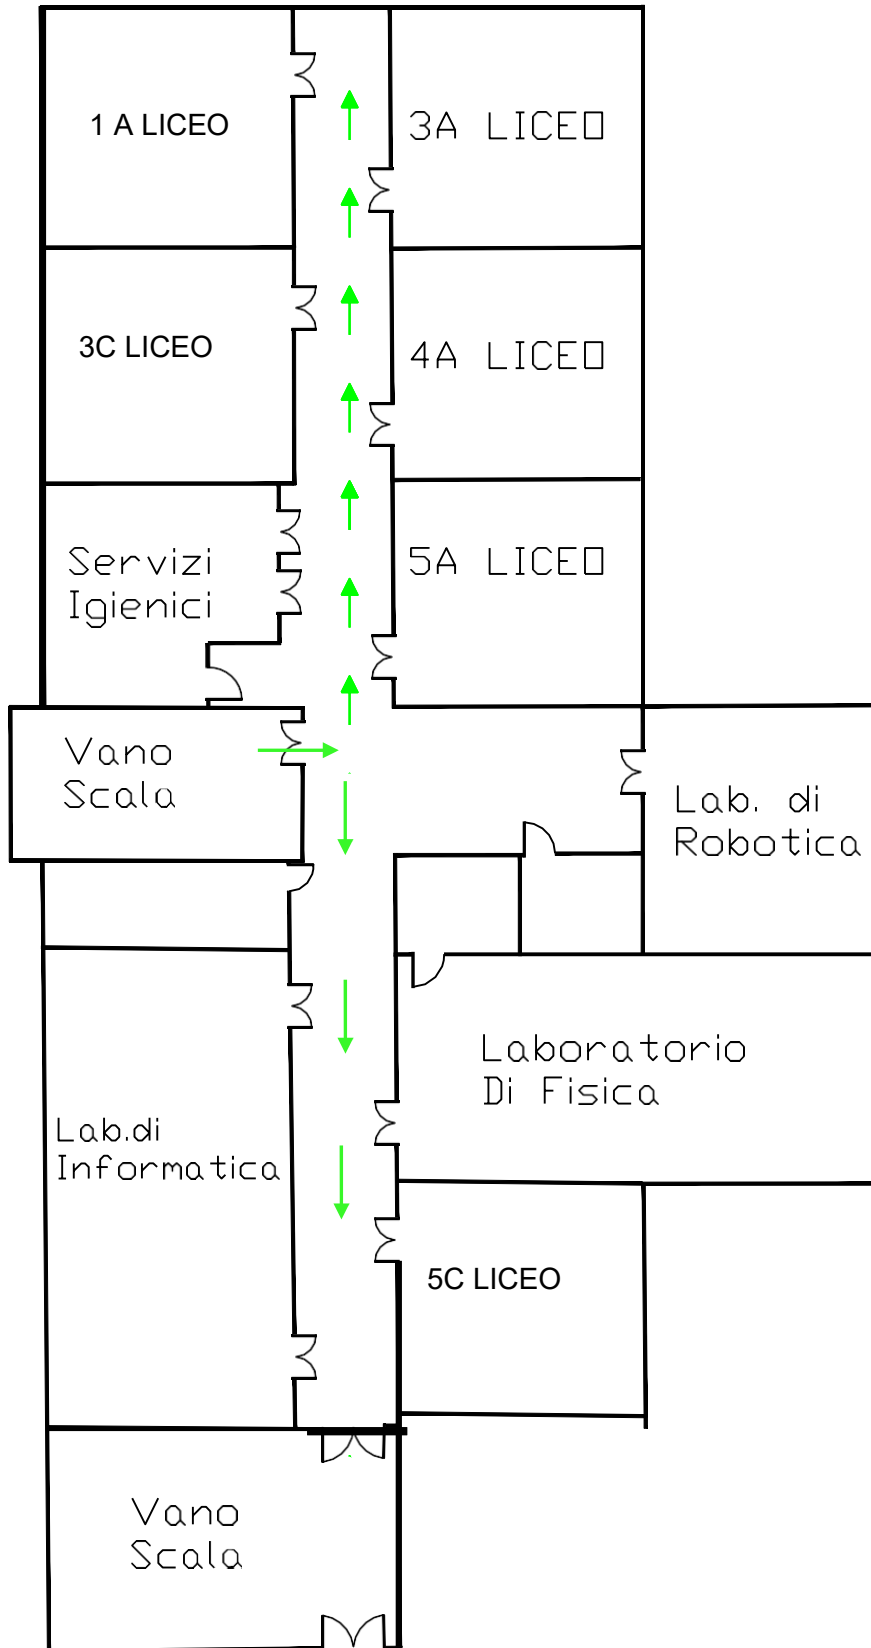 1 A LICEO
3A LICEO
3C LICEO
4A LICEO
Servizi
Igienici
5A LICEO
Vano
Scala
Lab. di
Robotica
Laboratorio
Di Fisica
Lab.di
Informatica
5C LICEO
Vano
Scala